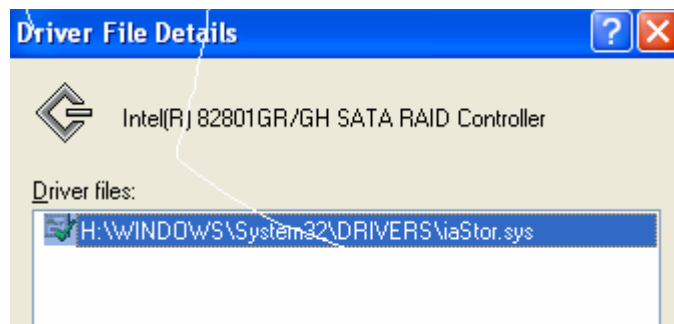 Driver File Details
Intel(R) 82801GR/GH SATA RAID Controller
Driver files:
H:\WINDOWS\System32\DRIVERS\iaStor.sys